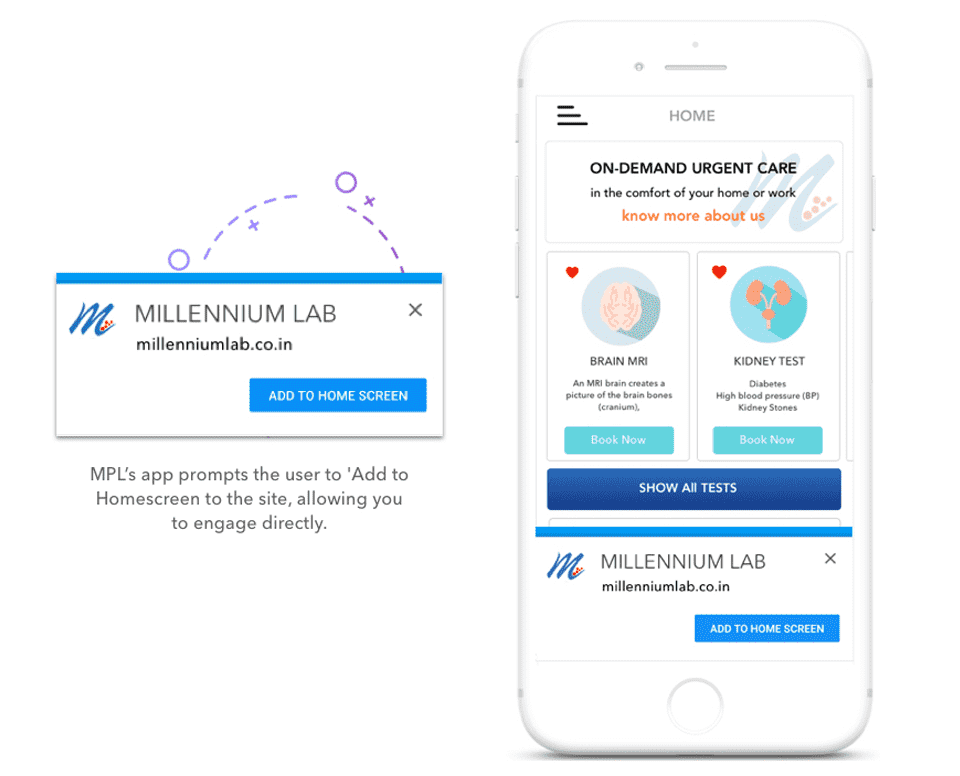 MILLENNIUM LAB
millenniumlab.co.in
ADD TO HOME SCREEN
MPL’s app prompts the user to 'Add to
Homescreen to the site, allowing you
to engage directly.
HOME
ON-DEMAND URGENT CARE
in the comfort of your home or work
know more about us
BRAIN MRI
An MRI brain creates a
picture of the brain bones
(cranium),
Book Now
KIDNEY TEST
Diabetes
High blood pressure (BP)
Kidney Stones
Book Now
SHOW All TESTS
MILLENNIUM LAB
millenniumlab.co.in
ADD TO HOME SCREEN